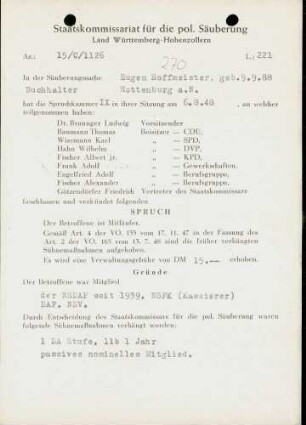 Staatskommissariat für die pol. Säuberung
Land Württemberg-Hohenzollern
Az.: 15/C/1126 L: 221
270
In der Säuberungssache Eugen Hoffmeister, geb. 9.9.88
Buchhalter Rottenburg a.N.
hat die Spruchkammer IX in ihrer Sitzung am 6.8.48, an welcher
teilgenommen haben:
Dr. Brunager Ludwig Vorsitzender
Baumann Thomas Beisitzer - CDU,
Wizemann Karl „ - SPD,
Hahn Wilhelm „ - DVP,
Fischer Albert jr. „ - KPD,
Frank Adolf „ - Gewerkschaften,
Engelfried Adolf „ - Berufsgruppe,
Fischer Alexander „ - Berufsgruppe,
Götzendörfer Friedrich Vertreter des Staatskommissars
beschlossen und verkündet folgenden
SPRUCH
Der Betroffene ist Mitläufer.
Gemäß Art. 4 der VO. 133 vom 17. 11. 47 in der Fassung des
Art. 2 der VO. 165 vom 13. 7. 48 sind die früher verhängten
Sühnemaßnahmen aufgehoben.
Es wird eine Verwaltungsgebühr von DM 15.-- erhoben.
Gründe
Der Betroffene war Mitglied
der NSDAP seit 1939, NSFK (Kassierer)
DAF, NSV.
Durch Entscheidung des Staatskommissars für die pol. Säuberung waren
folgende Sühnemaßnahmen verhängt worden:
1 DA Stufe, 11b 1 Jahr
passives nominelles Mitglied.